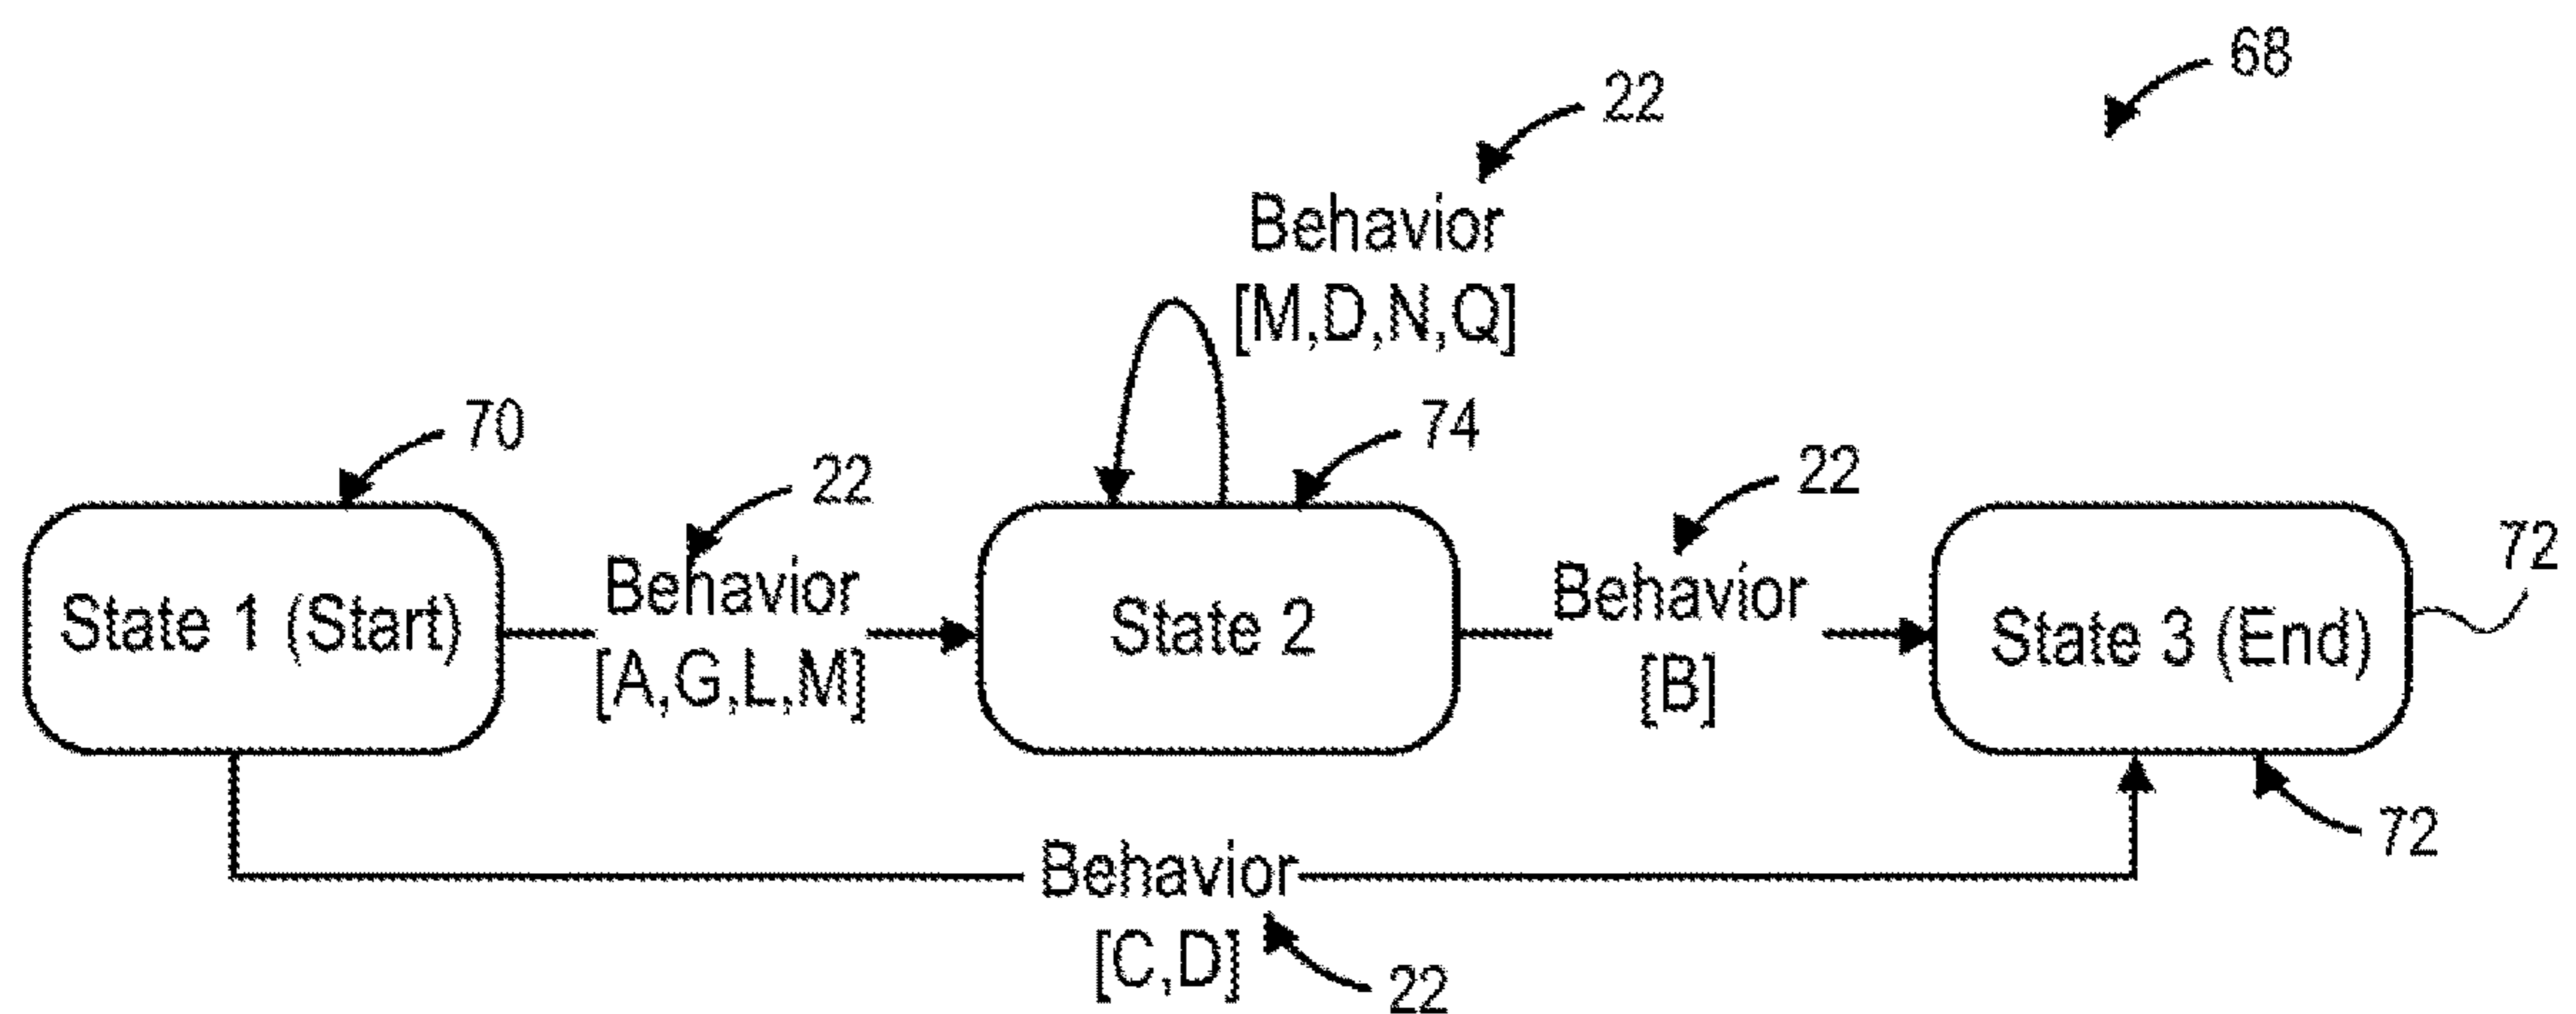 68
22
Behavior
[M,D,N,Q]
70
74
22
22
Behavior
[A,G,L,M]
Behavior
[B]
72
State 1 (Start)
State 2
State 3 (End)
72
Behavior
[C,D]
22